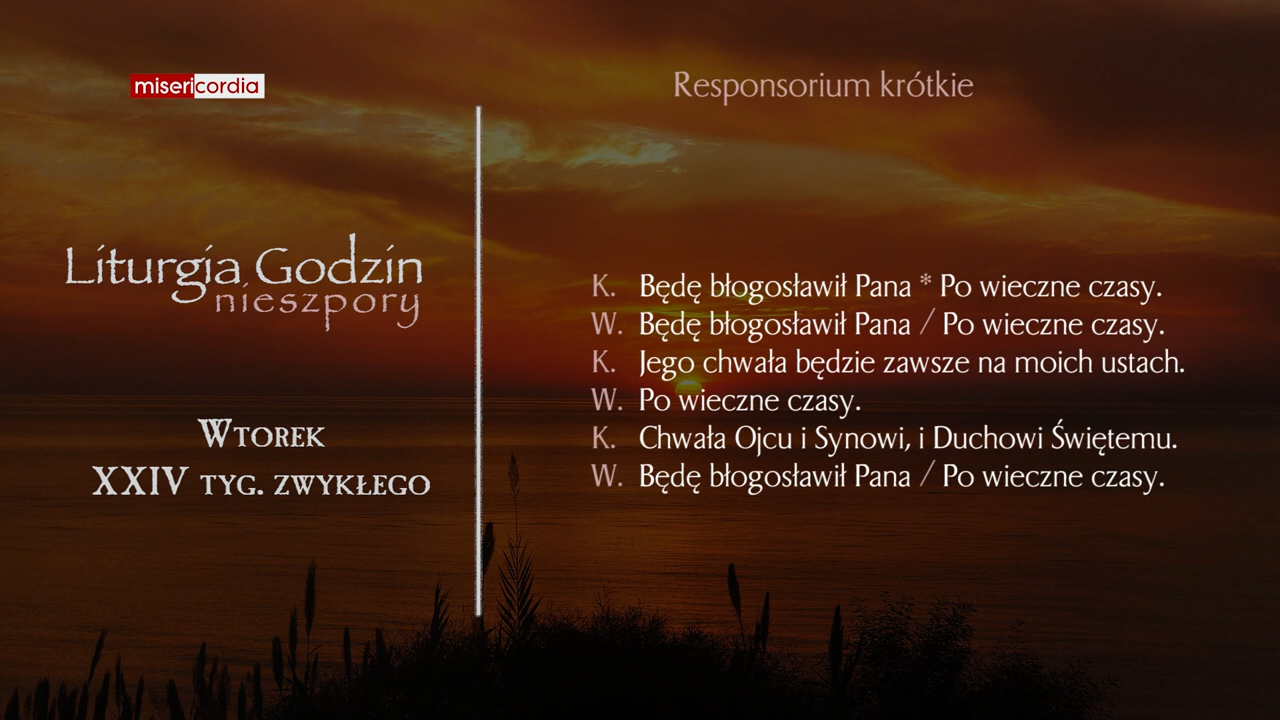 misericordia
Liturgia Godzin
nieszpory
Wtorek
XXIV tyg. zwykłego
Responsorium krótkie
K. Będę błogosławił Pana * Po wieczne czasy.
W. Będę błogosławił Pana / Po wieczne czasy.
K. Jego chwała będzie zawsze na moich ustach.
W. Po wieczne czasy.
K. Chwała Ojcu i Synowi, i Duchowi Świętemu.
W. Będę błogosławił Pana / Po wieczne czasy.